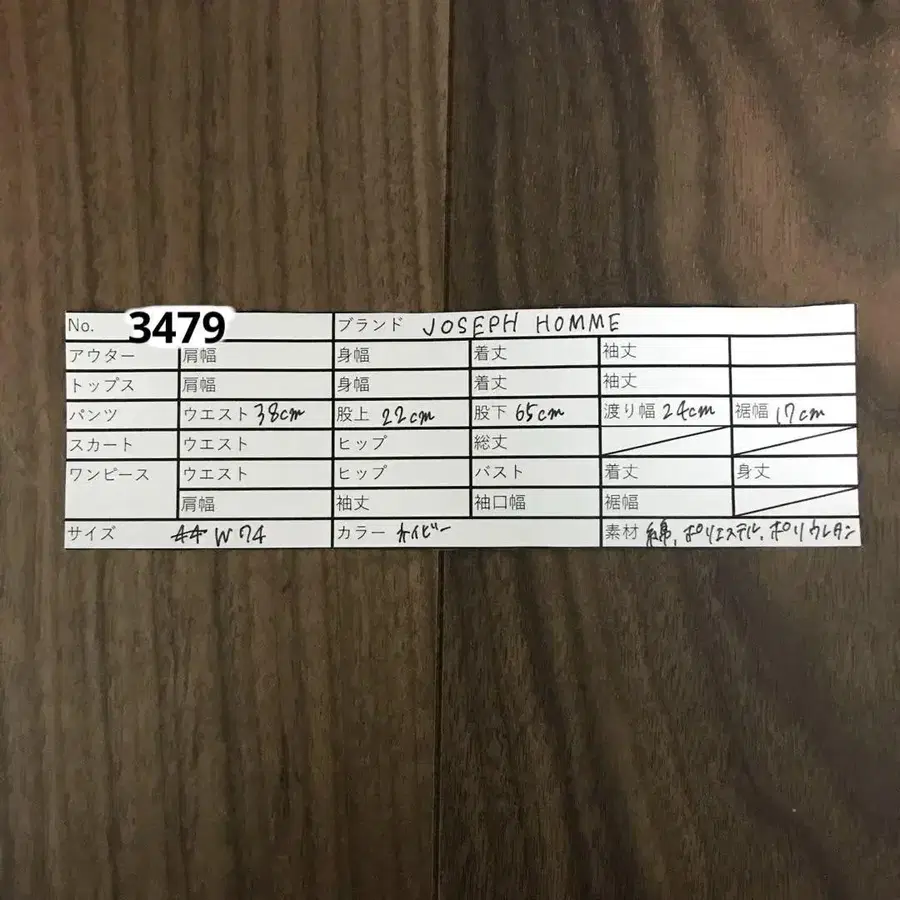 No. 3479 ブランド JOSEPH HOMME
アウター 肩幅 身幅 着丈 袖丈
トップス 肩幅 身幅 着丈 袖丈
パンツ ウエスト 38cm 股上 22cm 股下 65cm 渡り幅 24cm 裾幅 17cm
スカート ウエスト ヒップ 総丈
ワンピース ウエスト ヒップ バスト 着丈 身丈
肩幅 袖丈 袖口幅 裾幅
サイズ W74 カラー ネイビー 素材 綿、ポリエステル、ポリウレタン